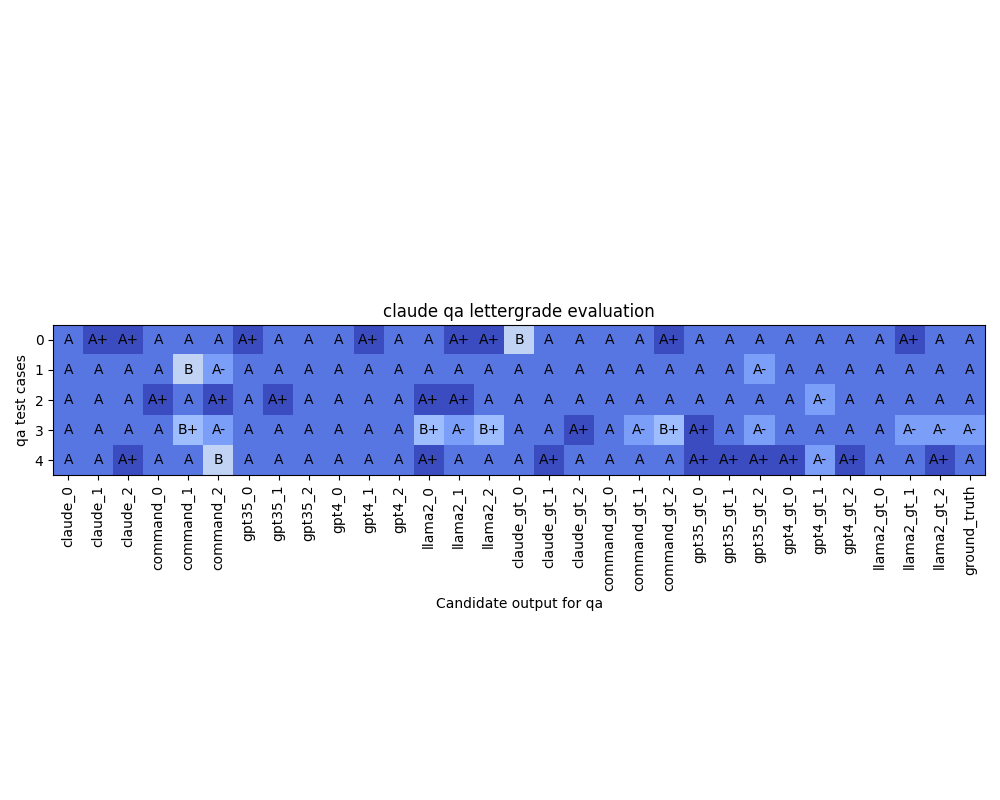 claude qa lettergrade evaluation
qa test cases
0 A A+ A+ A A A A+ A A A A+ A A A+ A+ B A A A A A+ A A A A A A A A+ A A
1 A A A A B A- A A A A A A A A A A A A A A A A A A- A A A A A A A
2 A A A A+ A A+ A A+ A A A A A+ A+ A A A A A A A A A A A A- A A A A A
3 A A A A B+ A- A A A A A A B+ A- B+ A A A+ A A- B+ A+ A A- A A A A A- A- A-
4 A A A+ A A B A A A A A A A+ A A A A+ A A A A A+ A+ A+ A+ A- A+ A A A+ A
claude_0 claude_1 claude_2 command_0 command_1 command_2 gpt35_0 gpt35_1 gpt35_2 gpt4_0 gpt4_1 gpt4_2 llama2_0 llama2_1 llama2_2 claude_gt_0 claude_gt_1 claude_gt_2 command_gt_0 command_gt_1 command_gt_2 gpt35_gt_0 gpt35_gt_1 gpt35_gt_2 gpt4_gt_0 gpt4_gt_1 gpt4_gt_2 llama2_gt_0 llama2_gt_1 llama2_gt_2 ground_truth
Candidate output for qa